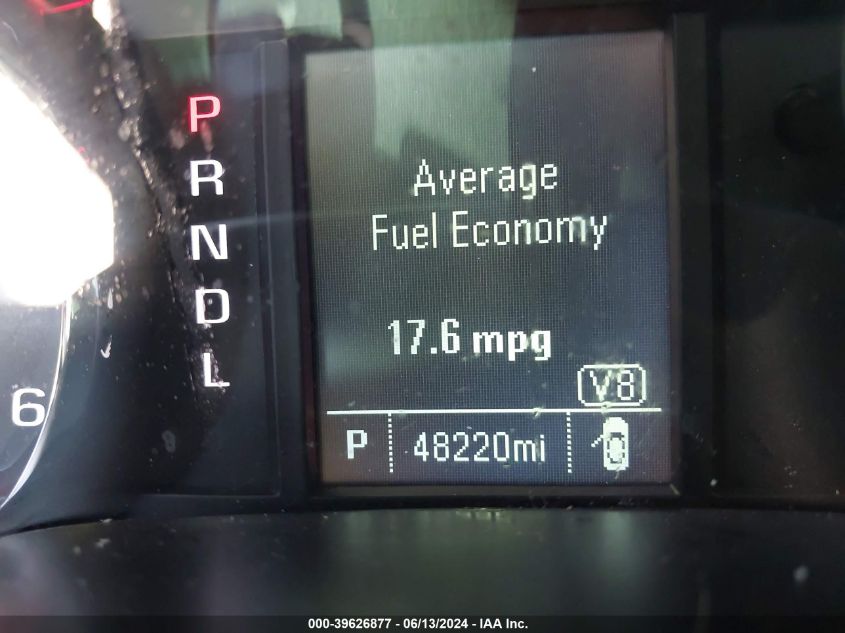 P
R
N
D
L
6
Average
Fuel Economy
17.6 mpg
V8
P 48220mi
000-39626877 - 06/13/2024 - IAA Inc.